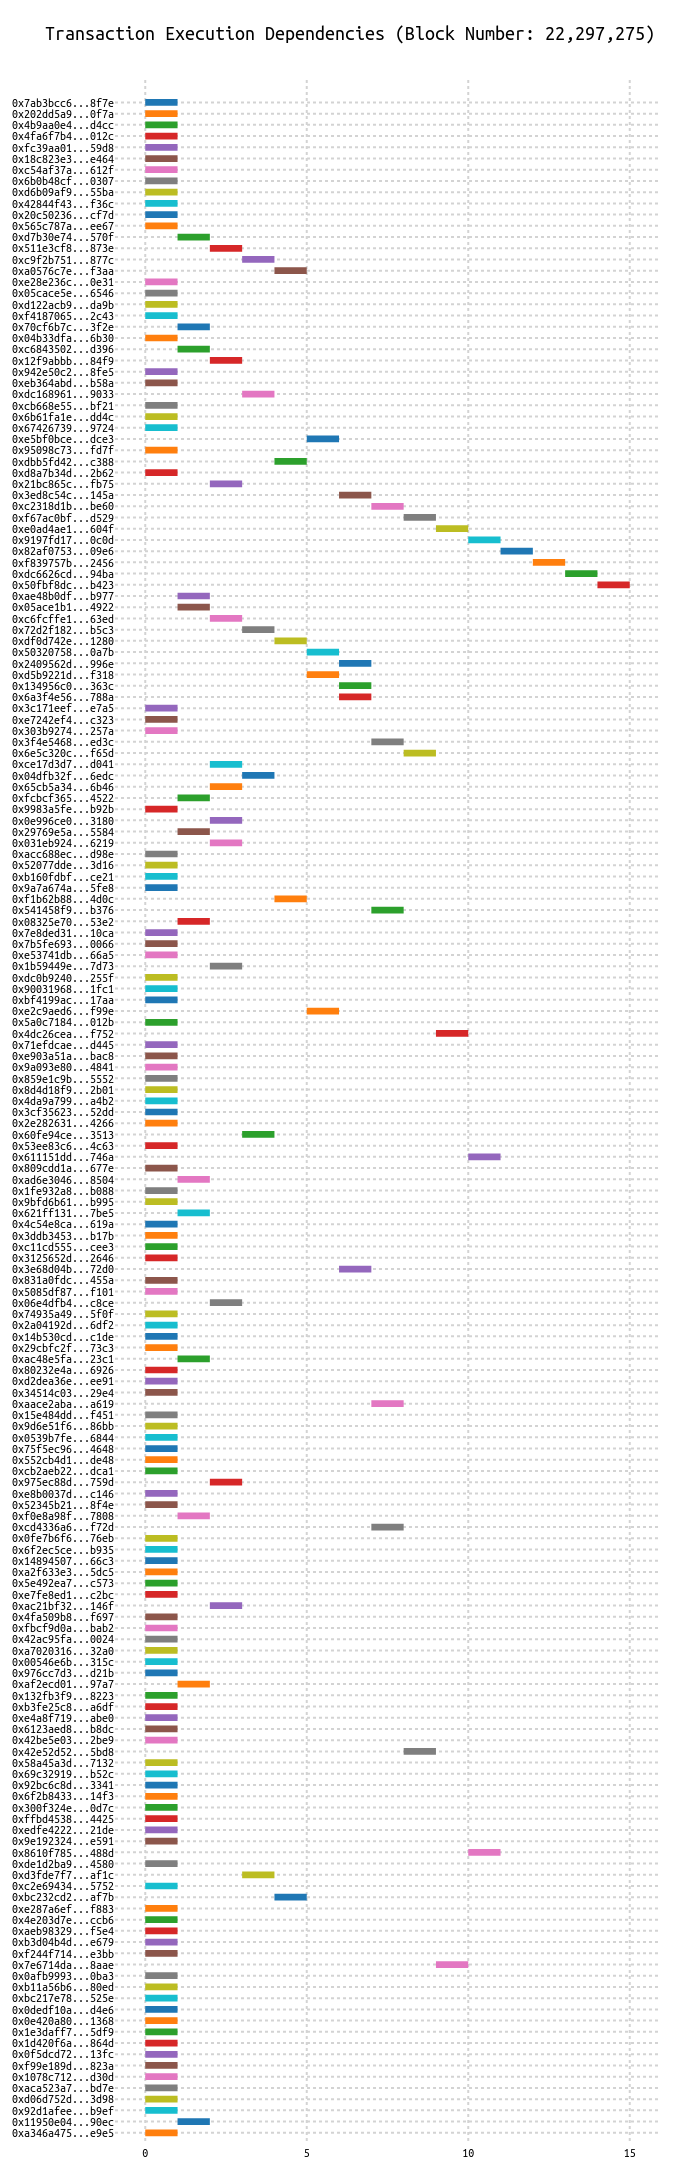 Transaction Execution Dependencies (Block Number: 22,297,275)
0x7ab3bcc6...8f7e
0x202dd5a9...0f7a
0x4b9aa0e4...d4cc
0x4fa6f7b4...012c
0xfc39aa01...59d8
0x18c823e3...e464
0xc54af37a...612f
0x6b0b48cf...0307
0xd6b09af9...55ba
0x42844f43...f36c
0x20c50236...cf7d
0x565c787a...ee67
0xd7b30e74...570f
0x511e3cf8...873e
0xc9f2b751...877c
0xa0576c7e...f3aa
0xe28e236c...0e31
0x05cace5e...6546
0xd122acb9...da9b
0xf4187065...2c43
0x70cf6b7c...3f2e
0x04b33dfa...6b30
0xc6843502...d396
0x12f9abbb...84f9
0x942e50c2...8fe5
0xeb364abd...b58a
0xdc168961...9033
0xcb668e55...bf21
0x6b61fa1e...dd4c
0x67426739...9724
0xe5bf0bce...dce3
0x95098c73...fd7f
0xdbb5fd42...c388
0xd8a7b34d...2b62
0x21bc865c...fb75
0x3ed8c54c...145a
0xc2318d1b...be60
0xf67ac0bf...d529
0xe0ad4ae1...604f
0x9197fd17...0c0d
0x82af0753...09e6
0xf839757b...2456
0xdc6626cd...94ba
0x50fbf8dc...b423
0xae48b0df...b977
0x05ace1b1...4922
0xc6fcffe1...63ed
0x72d2f182...b5c3
0xdf0d742e...1280
0x50320758...0a7b
0x2409562d...996e
0xd5b9221d...f318
0x134956c0...363c
0x6a3f4e56...788a
0x3c171eef...e7a5
0xe7242ef4...c323
0x303b9274...257a
0x3f4e5468...ed3c
0x6e5c320c...f65d
0xce17d3d7...d041
0x04dfb32f...6edc
0x65cb5a34...6b46
0xfcbcf365...4522
0x9983a5fe...b92b
0x0e996ce0...3180
0x29769e5a...5584
0x031eb924...6219
0xacc688ec...d98e
0x52077dde...3d16
0xb160fdbf...ce21
0x9a7a674a...5fe8
0xf1b62b88...4d0c
0x541458f9...b376
0x08325e70...53e2
0x7e8ded31...10ca
0x7b5fe693...0066
0xe53741db...66a5
0x1b59449e...7d73
0xdc0b9240...255f
0x90031968...1fc1
0xbf4199ac...17aa
0xe2c9aed6...f99e
0x5a0c7184...012b
0x4dc26cea...f752
0x71efdcae...d445
0xe903a51a...bac8
0x9a093e80...4841
0x859e1c9b...5552
0x8d4d18f9...2b01
0x4da9a799...a4b2
0x3cf35623...52dd
0x2e282631...4266
0x60fe94ce...3513
0x53ee83c6...4c63
0x611151dd...746a
0x809cdd1a...677e
0xad6e3046...8504
0x1fe932a8...b088
0x9bfd6b61...b995
0x621ff131...7be5
0x4c54e8ca...619a
0x3ddb3453...b17b
0xc11cd555...cee3
0x3125652d...2646
0x3e68d04b...72d0
0x831a0fdc...455a
0x5085df87...f101
0x06e4dfb4...c8ce
0x74935a49...5f0f
0x2a04192d...6df2
0x14b530cd...c1de
0x29cbfc2f...73c3
0xac48e5fa...23c1
0x80232e4a...6926
0xd2dea36e...ee91
0x34514c03...29e4
0xaace2aba...a619
0x15e484dd...f451
0x9d6e51f6...86bb
0x0539b7fe...6844
0x75f5ec96...4648
0x552cb4d1...de48
0xcb2aeb22...dca1
0x975ec88d...759d
0xe8b0037d...c146
0x52345b21...8f4e
0xf0e8a98f...7808
0xcd4336a6...f72d
0x0fe7b6f6...76eb
0x6f2ec5ce...b935
0x14894507...66c3
0xa2f633e3...5dc5
0x5e492ea7...c573
0xe7fe8ed1...c2bc
0xac21bf32...146f
0x4fa509b8...f697
0xfbcf9d0a...bab2
0x42ac95fa...0024
0xa7020316...32a0
0x00546e6b...315c
0x976cc7d3...d21b
0xaf2ecd01...97a7
0x132fb3f9...8223
0xb3fe25c8...a6df
0xe4a8f719...abe0
0x6123aed8...b8dc
0x42be5e03...2be9
0x42e52d52...5bd8
0x58a45a3d...7132
0x69c32919...b52c
0x92bc6c8d...3341
0x6f2b8433...14f3
0x300f324e...0d7c
0xffbd4538...4425
0xedfe4222...21de
0x9e192324...e591
0x8610f785...488d
0xde1d2ba9...4580
0xd3fde7f7...af1c
0xc2e69434...5752
0xbc232cd2...af7b
0xe287a6ef...f883
0x4e203d7e...ccb6
0xaeb98329...f5e4
0xb3d04b4d...e679
0xf244f714...e3bb
0x7e6714da...8aae
0x0afb9993...0ba3
0xb11a56b6...80ed
0xbc217e78...525e
0x0dedf10a...d4e6
0x0e420a80...1368
0x1e3daff7...5df9
0x1d420f6a...864d
0x0f5dcd72...13fc
0xf99e189d...823a
0x1078c712...d30d
0xaca523a7...bd7e
0xd06d752d...3d98
0x92d1afee...b9ef
0x11950e04...90ec
0xa346a475...e9e5
0 5 10 15